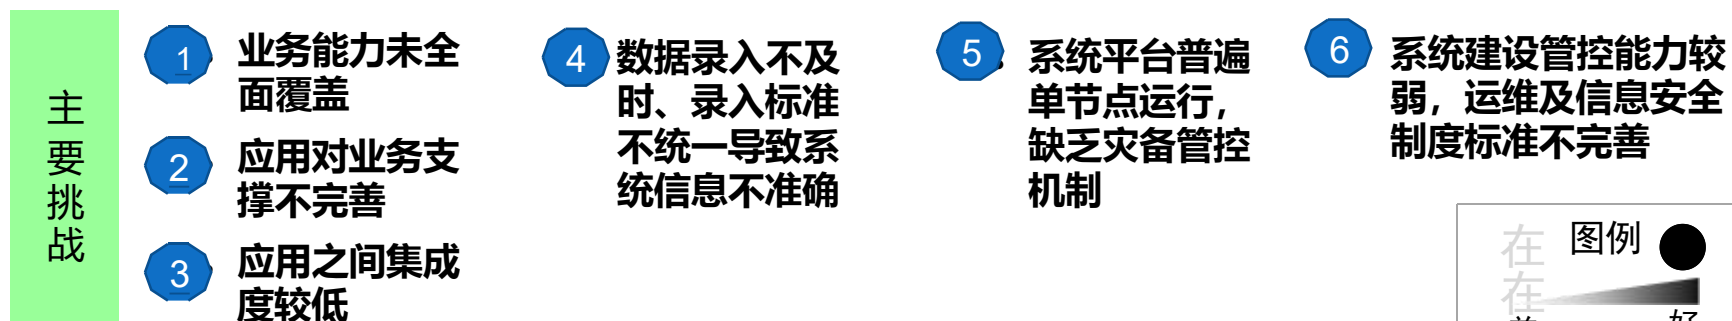 主要挑战
1
业务能力未全
面覆盖
2
应用对业务支
撑不完善
3
应用之间集成
度较低
4
数据录入不及
时、录入标准
不统一导致系
统信息不准确
5
系统平台普遍
单节点运行，
缺乏灾备管控
机制
6
系统建设管控能力较
弱，运维及信息安全
制度标准不完善
图例
在
在
好